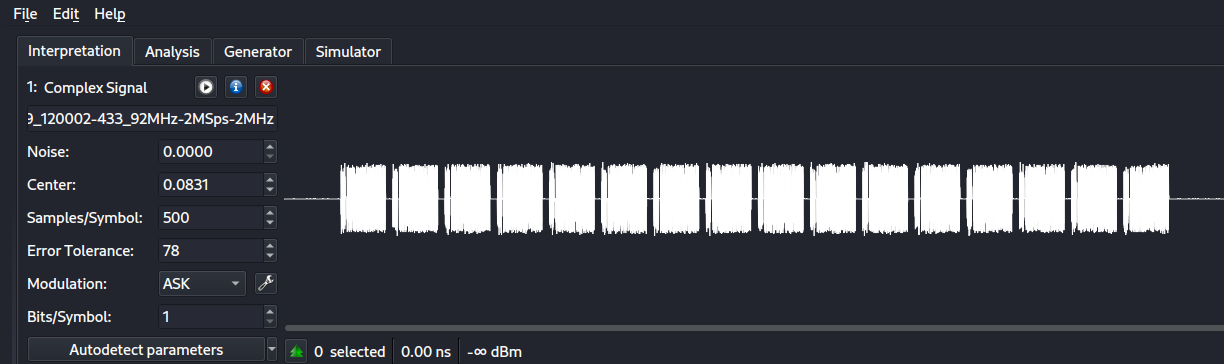 File Edit Help
Interpretation Analysis Generator Simulator
1: Complex Signal
9_120002-433_92MHz-2MSps-2MHz
Noise: 0.0000
Center: 0.0831
Samples/Symbol: 500
Error Tolerance: 78
Modulation: ASK
Bits/Symbol: 1
Autodetect parameters
0 selected 0.00 ns -∞ dBm